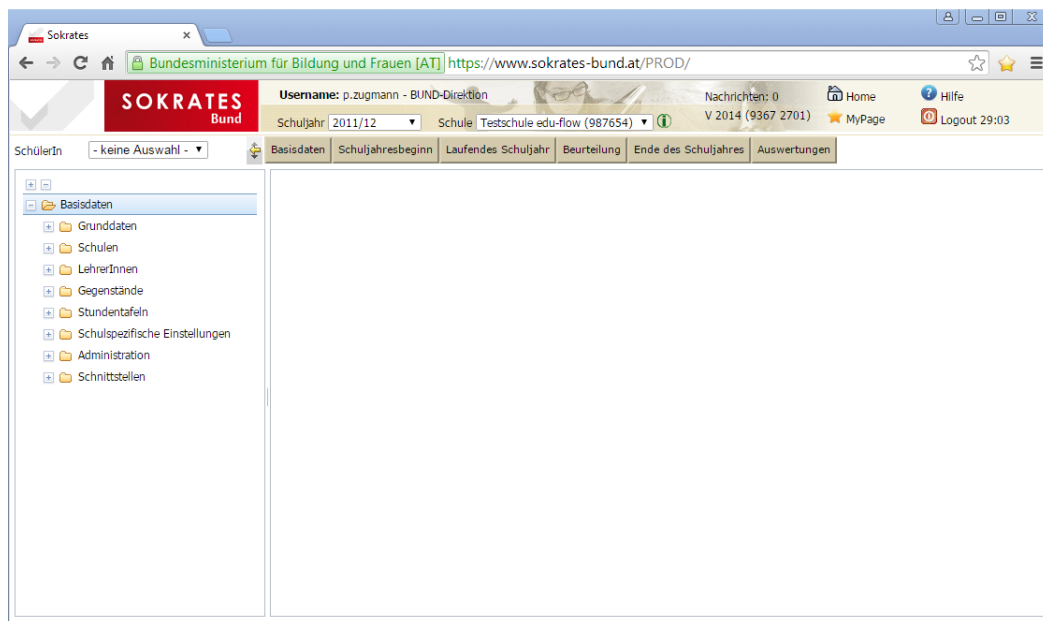 Sokrates
Bundesministerium für Bildung und Frauen [AT] https://www.sokrates-bund.at/PROD/
SOKRATES
Bund
Username: p.zugmann - BUND-Direktion
Nachrichten: 0
Home
Hilfe
Schuljahr 2011/12
Schule Testschule edu-flow (987654)
V 2014 (9367 2701)
MyPage
Logout 29:03
SchülerIn - keine Auswahl -
Basisdaten Schuljahresbeginn Laufendes Schuljahr Beurteilung Ende des Schuljahres Auswertungen
Basisdaten
Grunddaten
Schulen
LehrerInnen
Gegenstände
Stundentafeln
Schulspezifische Einstellungen
Administration
Schnittstellen